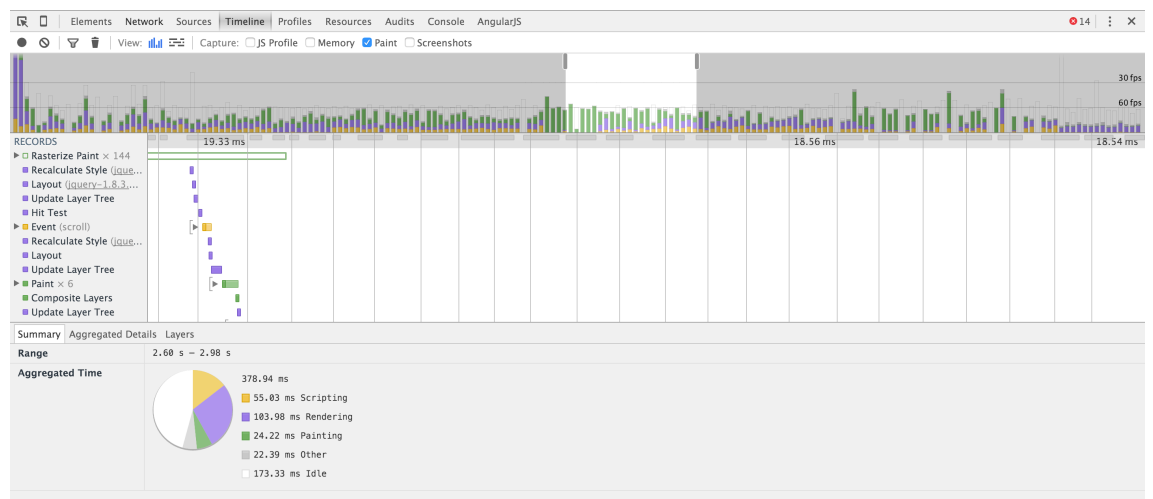 Elements Network Sources Timeline Profiles Resources Audits Console AngularJS 14
View: Capture: JS Profile Memory Paint Screenshots
30 fps
60 fps
RECORDS 19.33 ms 18.56 ms 18.54 ms
Rasterize Paint × 144
Recalculate Style (jque...
Layout (jquery-1.8.3....
Update Layer Tree
Hit Test
Event (scroll)
Recalculate Style (jque...
Layout
Update Layer Tree
Paint × 6
Composite Layers
Update Layer Tree
Summary Aggregated Details Layers
Range 2.60 s – 2.98 s
Aggregated Time
378.94 ms
55.03 ms Scripting
103.98 ms Rendering
24.22 ms Painting
22.39 ms Other
173.33 ms Idle